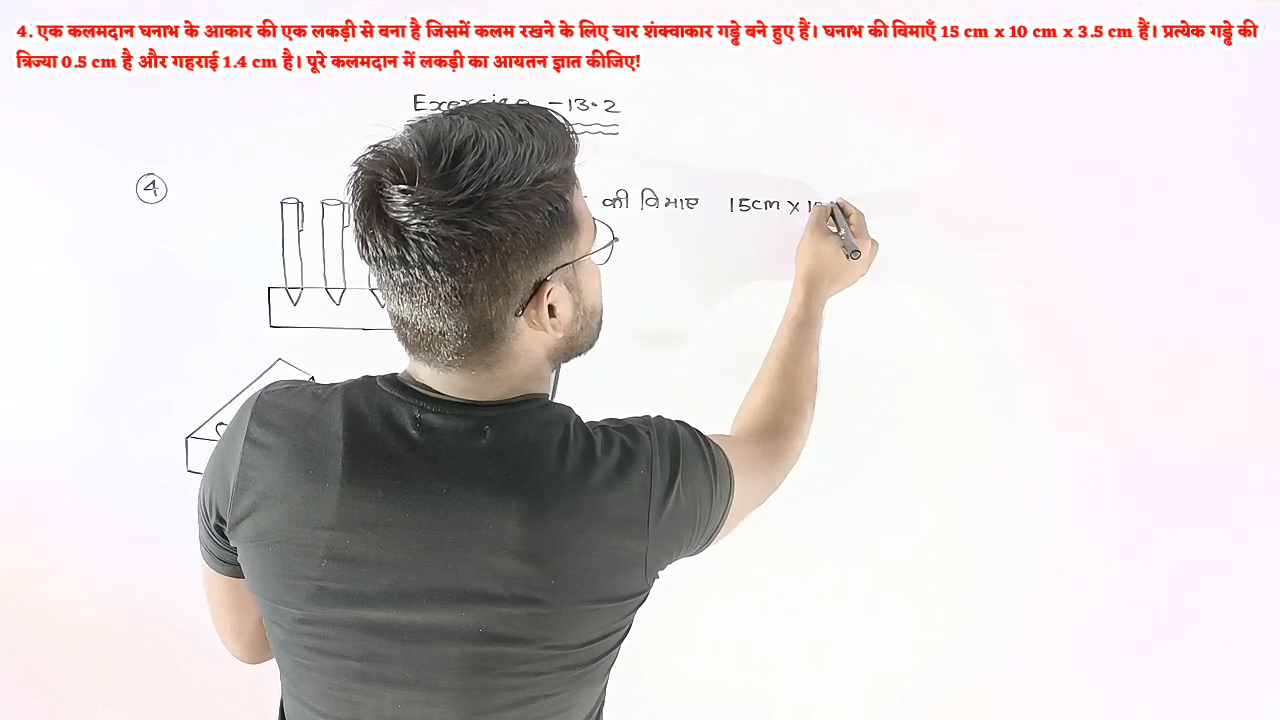 4. एक कलमदान घनाभ के आकार की एक लकड़ी से बना है जिसमें कलम रखने के लिए चार शंक्वाकार गड्ढे बने हुए हैं। घनाभ की विमाएँ 15 cm x 10 cm x 3.5 cm हैं। प्रत्येक गड्ढे की
त्रिज्या 0.5 cm है और गहराई 1.4 cm है। पूरे कलमदान में लकड़ी का आयतन ज्ञात कीजिए!
Exercise -13.2
4
की विमाए 15cm x